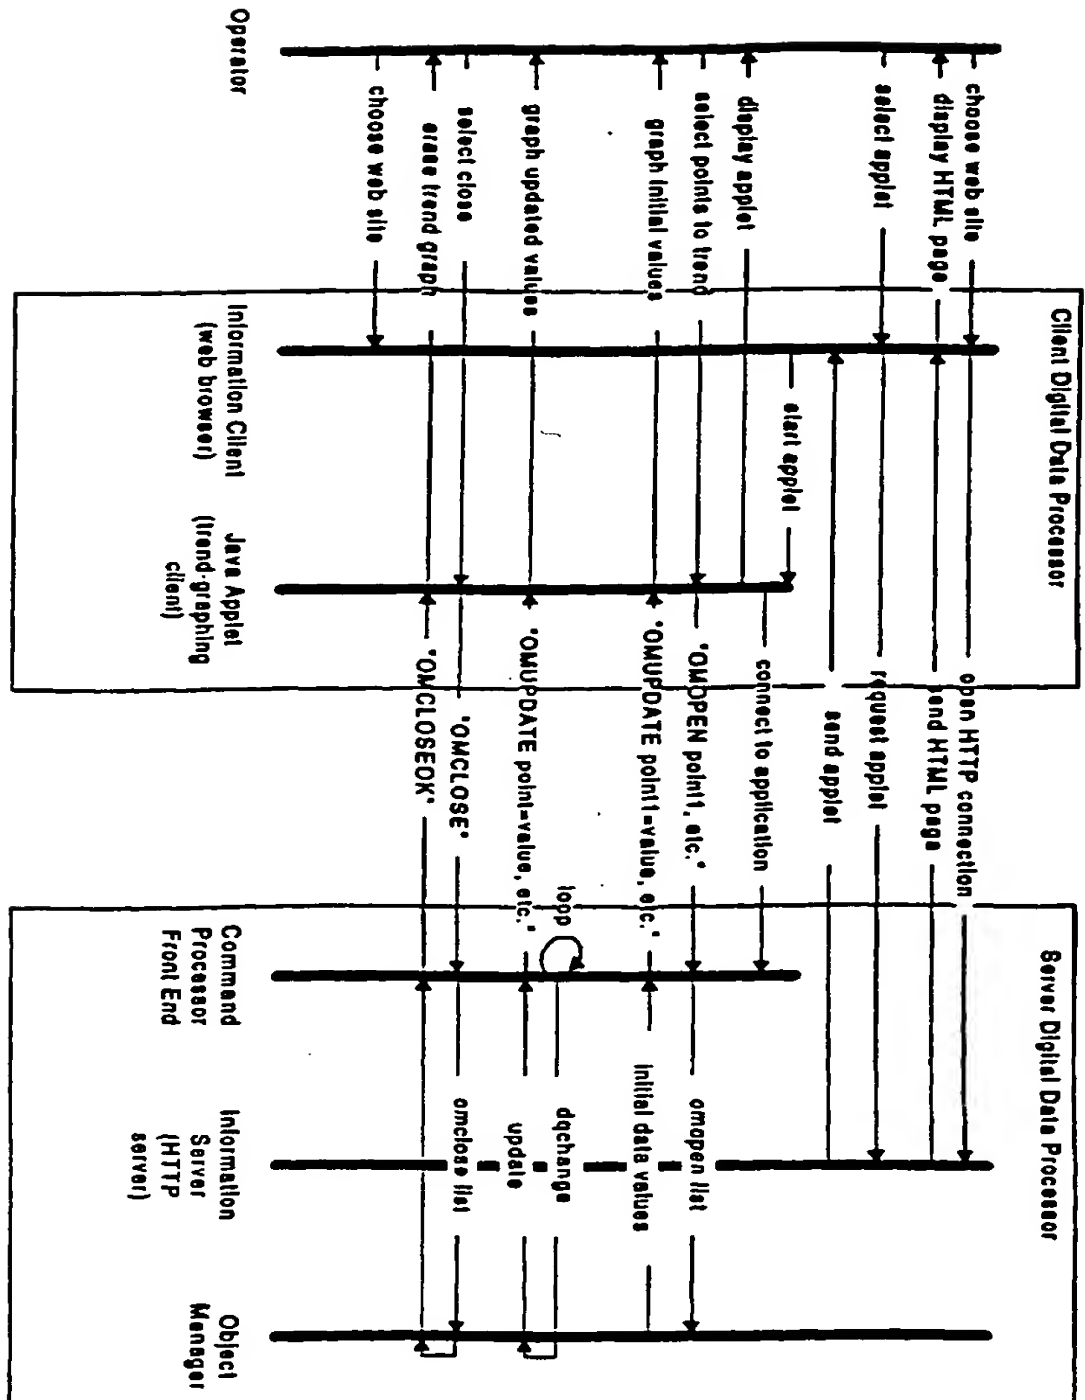 Client Digital Data Processor
Server Digital Data Processor
choose web site
open HTTP connection
display HTML page
send HTML page
select applet
request applet
send applet
start applet
connect to application
display applet
select points to trend
"OMOPEN point1, etc."
omopen list
graph initial values
"OMUPDATE point1=value, etc."
initial data values
loop
dqchange
graph updated values
"OMUPDATE point=value, etc."
update
select close
"OMCLOSE"
omclose list
erase trend graph
"OMCLOSEOK"
choose web site
Operator
Information Client
(web browser)
Java Applet
(trend-graphing
client)
Command
Processor
Front End
Information
Server
(HTTP
server)
Object
Manager